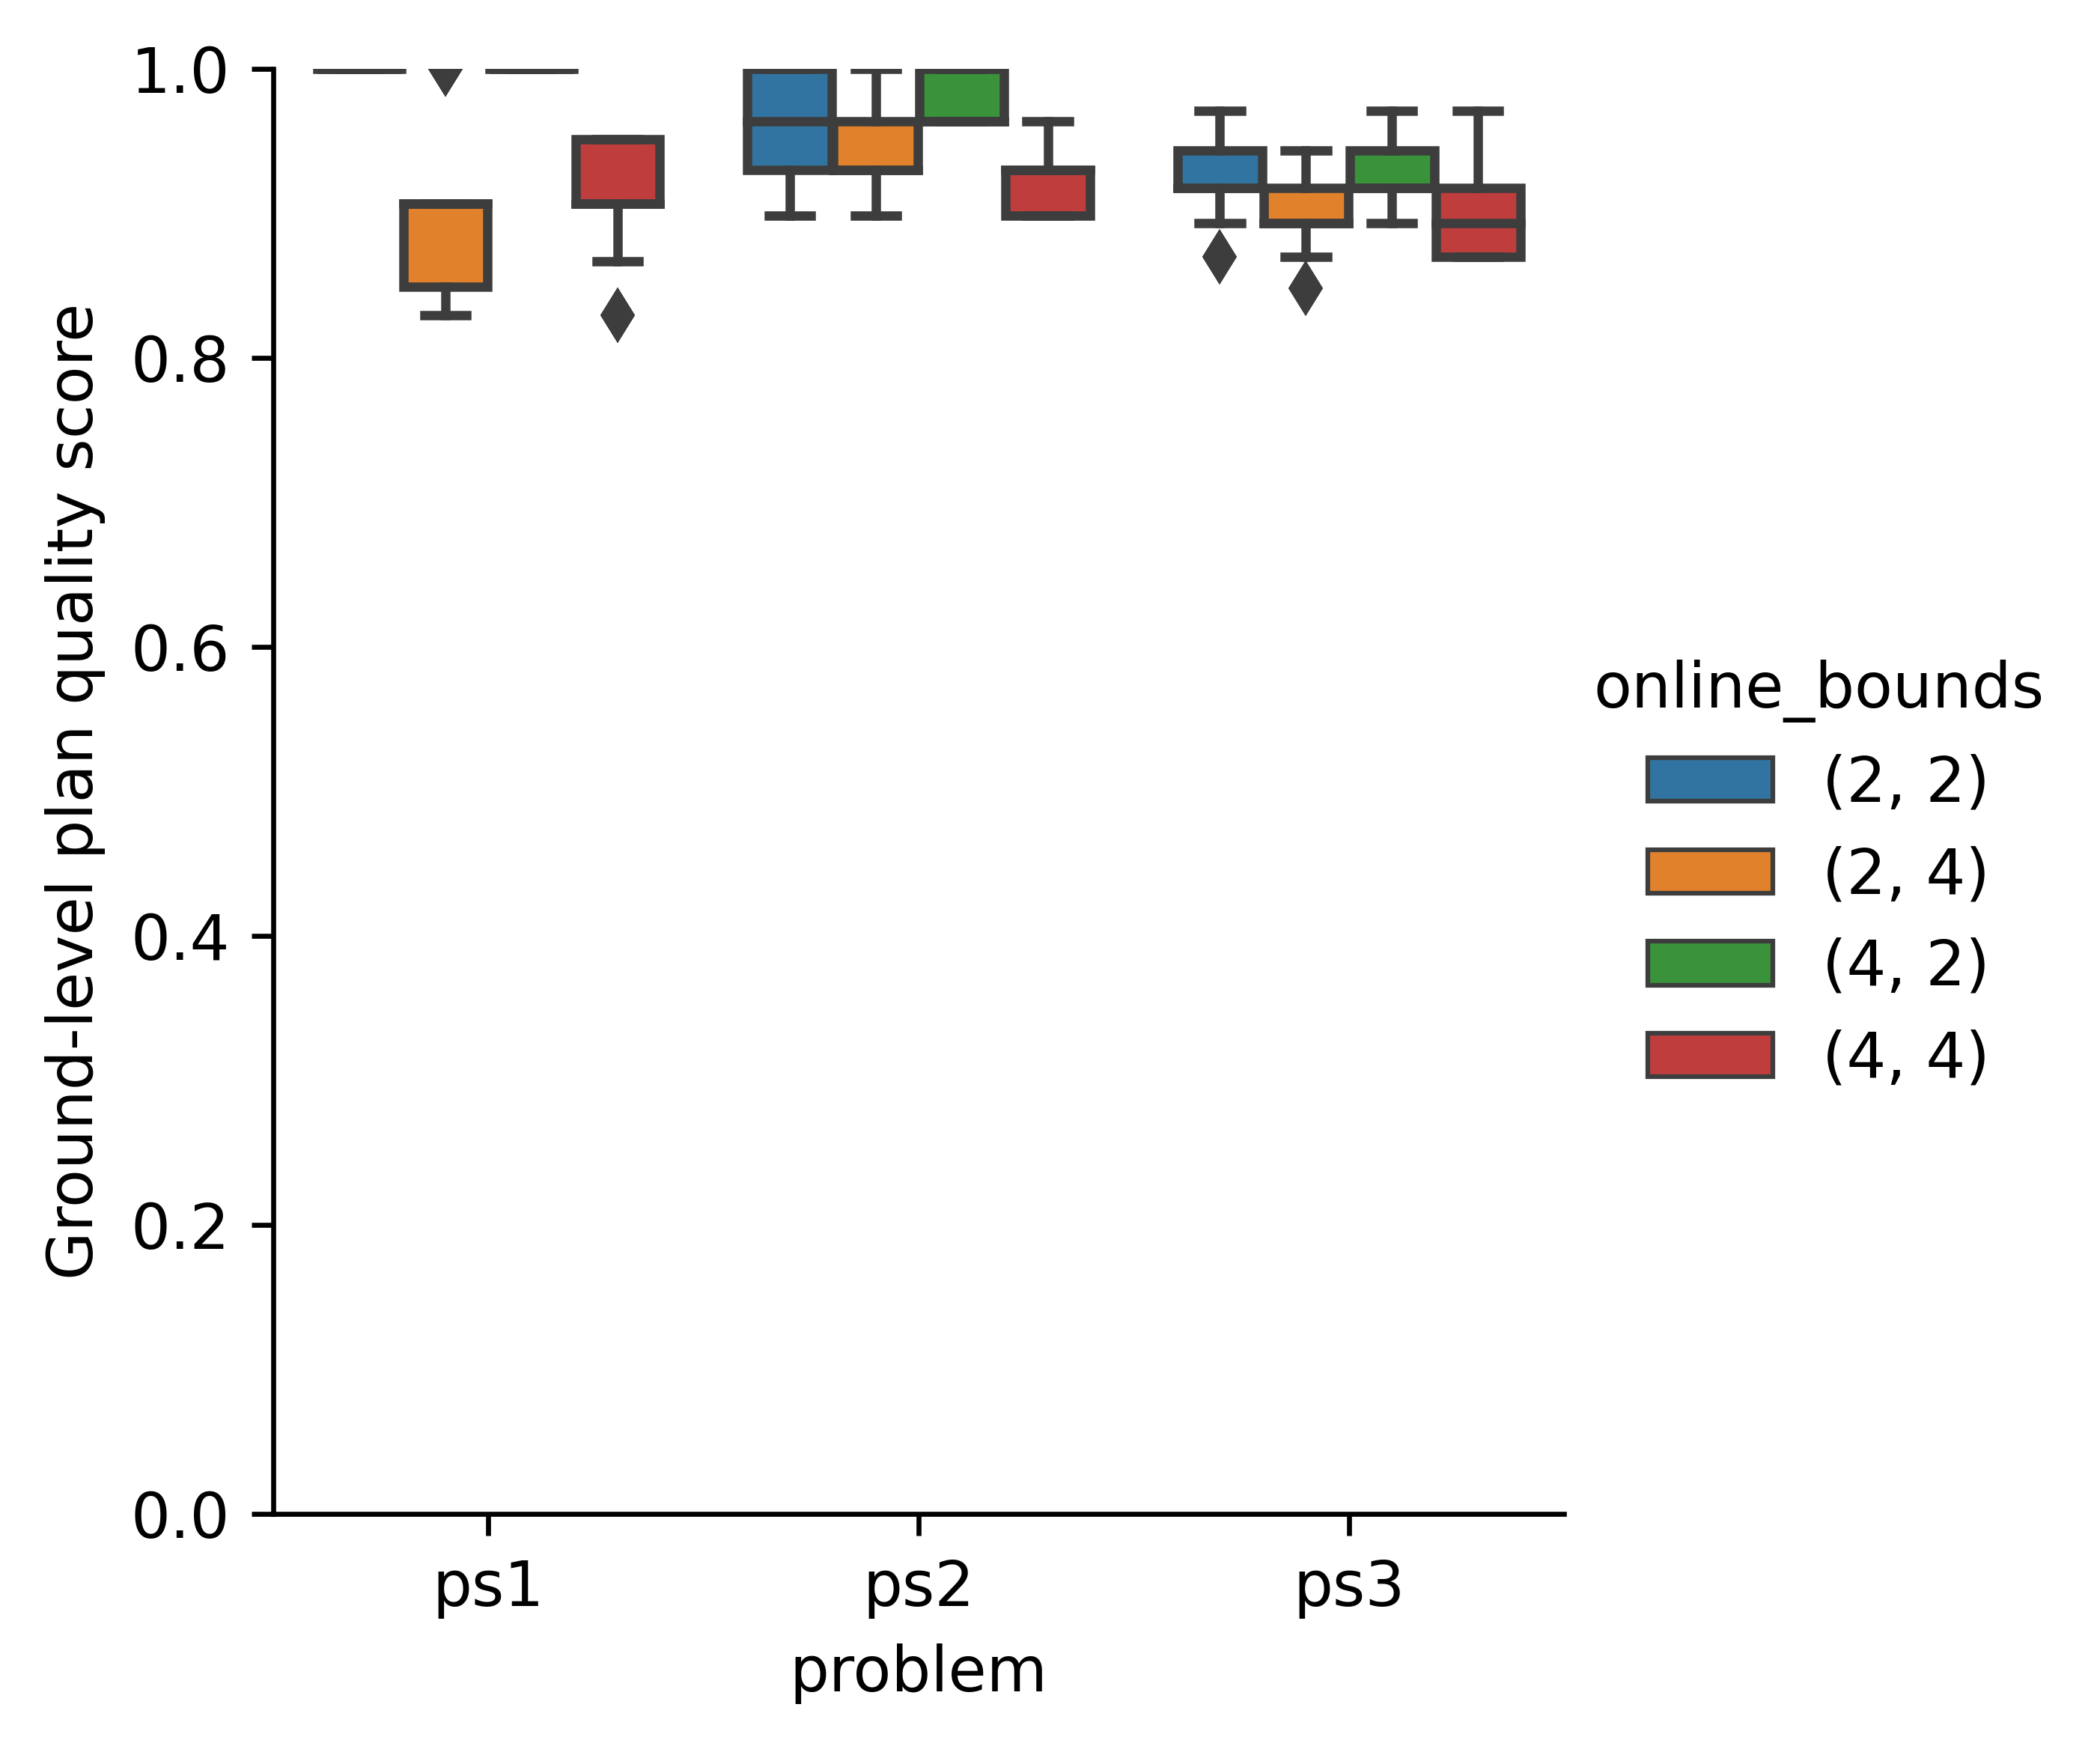 Ground-level plan quality score
1.0
0.8
0.6
0.4
0.2
0.0
ps1 ps2 ps3
problem
online_bounds
(2, 2)
(2, 4)
(4, 2)
(4, 4)